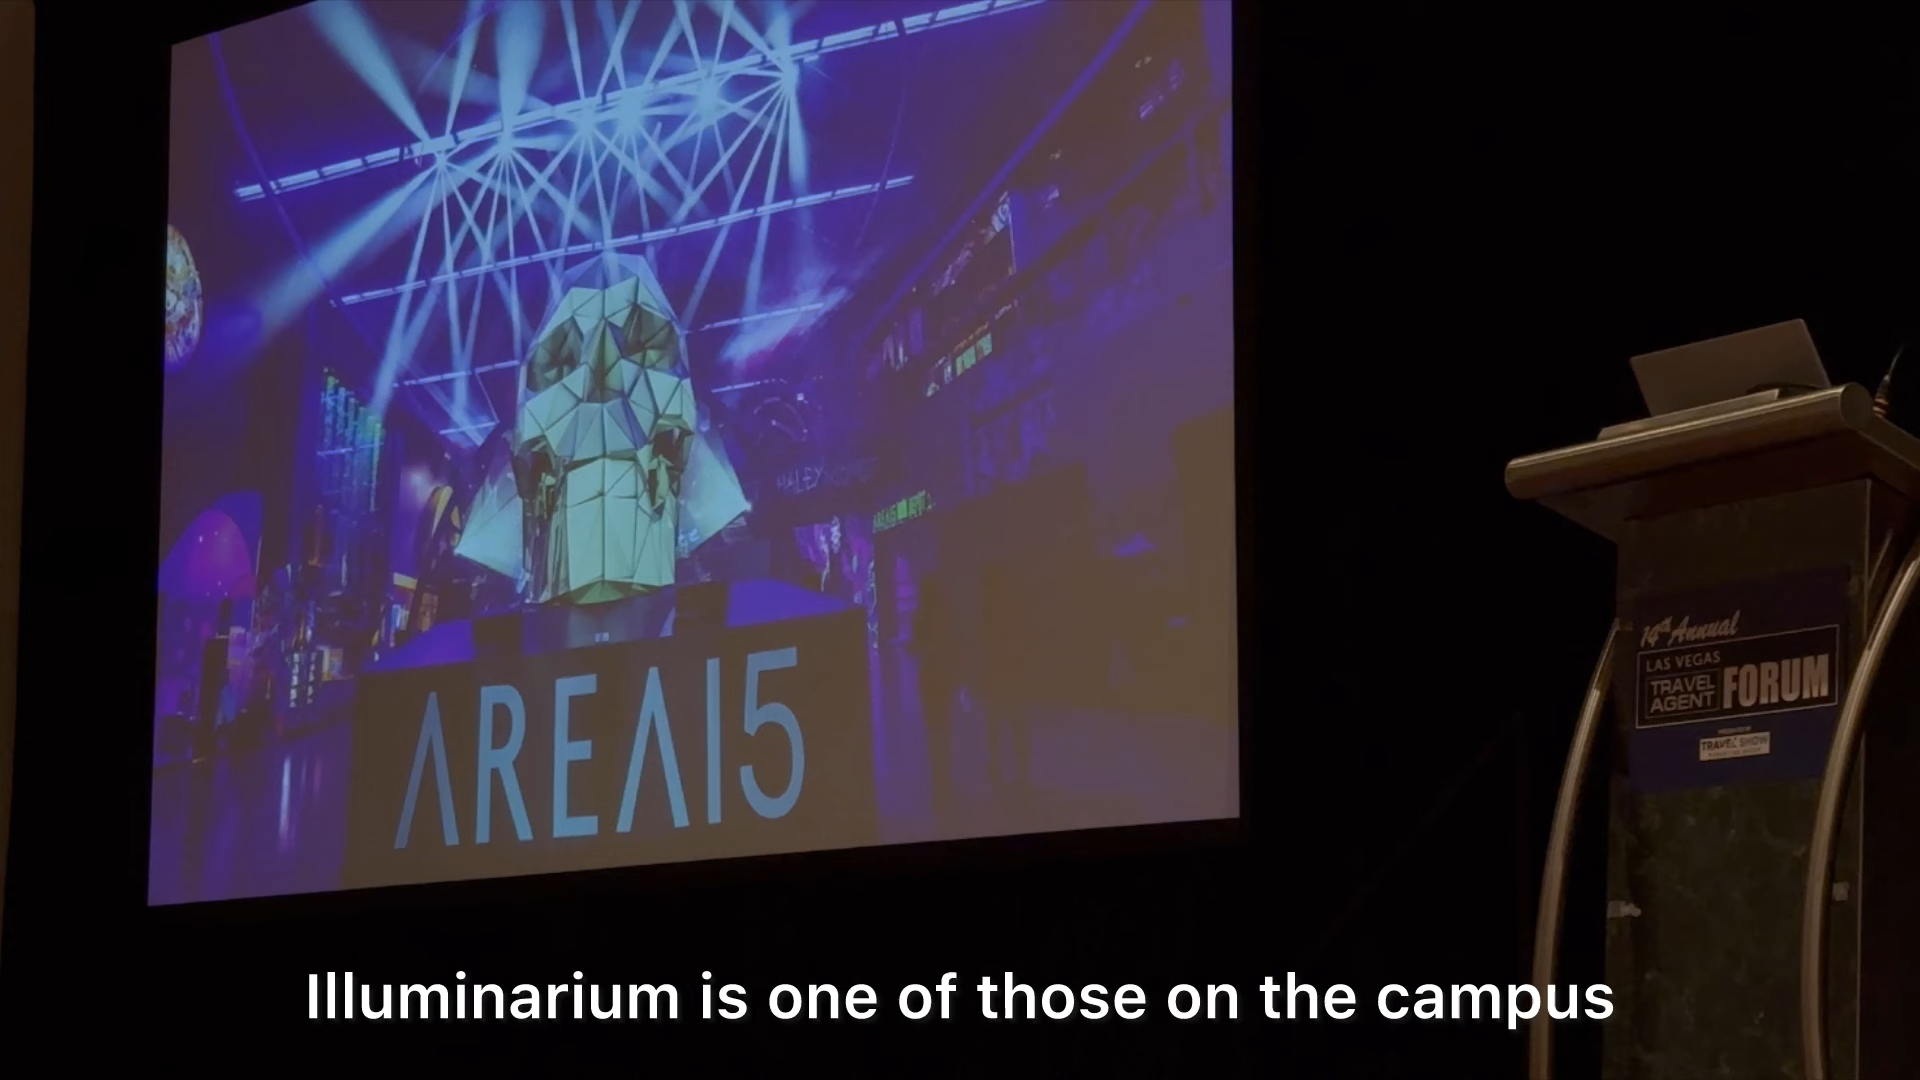 AREA15
14th Annual
LAS VEGAS
TRAVEL
AGENT
FORUM
TRAVEL SHOW
Illuminarium is one of those on the campus